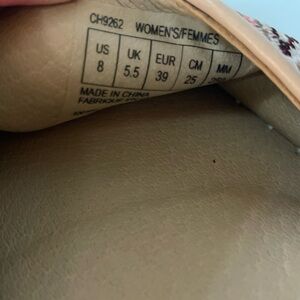 CH9262 WOMEN'S/FEMMES
US UK EUR CM MM
8 5.5 39 25
MADE IN CHINA